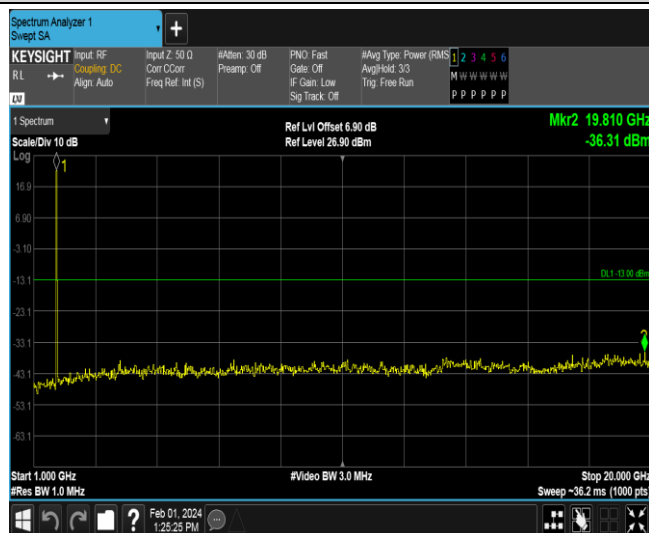 Spectrum Analyzer 1
Swept SA
+
KEYSIGHT Input: RF Input Z: 50 Ω #Atten: 30 dB PNO: Fast #Avg Type: Power (RMS 1 2 3 4 5 6
RL Coupling: DC Corr CCorr Preamp: Off Gate: Off Avg|Hold: 3/3 M W W W W W
Align: Auto Freq Ref: Int (S) IF Gain: Low Trig: Free Run
LXI Sig Track: Off P P P P P P
1 Spectrum Ref Lvl Offset 6.90 dB Mkr2 19.810 GHz
Scale/Div 10 dB Ref Level 26.90 dBm -36.31 dBm
Log
1
16.9
6.90
-3.10
-13.1 DL1 -13.00 dBm
-23.1
-33.1
2
-43.1
-53.1
-63.1
Start 1.000 GHz #Video BW 3.0 MHz Stop 20.000 GHz
#Res BW 1.0 MHz Sweep ~36.2 ms (1000 pts)
? Feb 01, 2024
1:25:25 PM